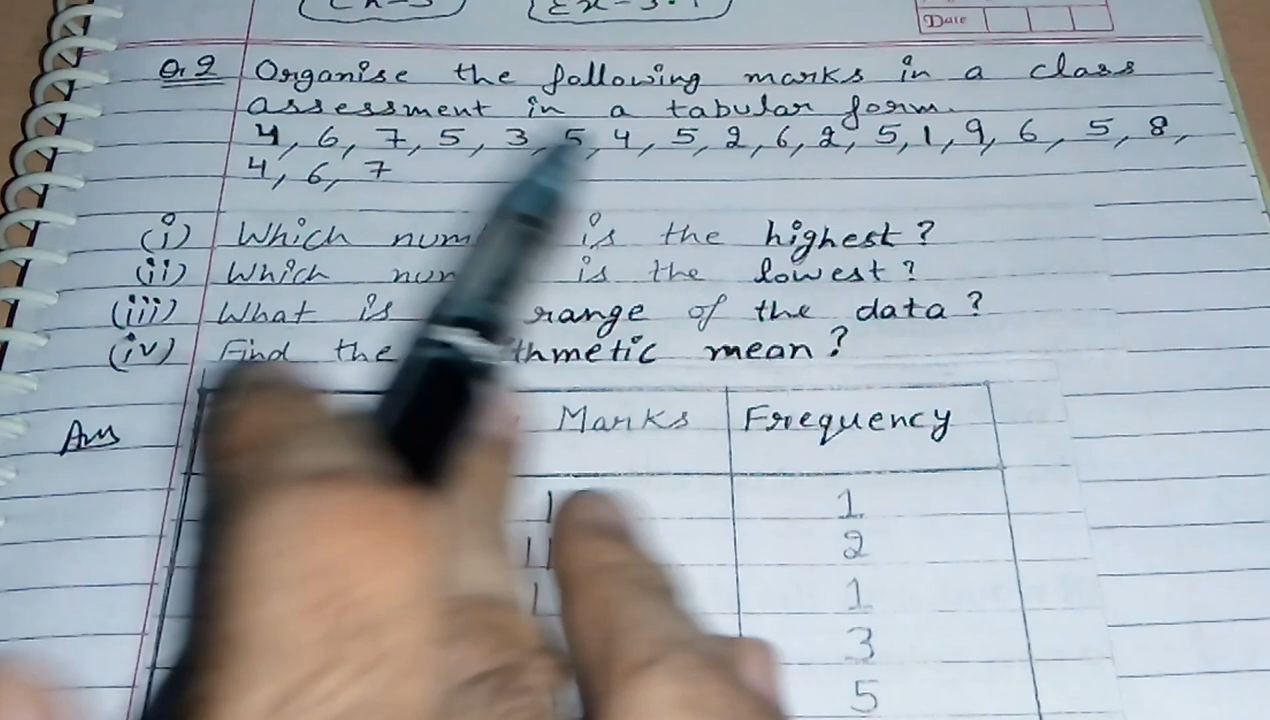 Date
Q.2 Organise the following marks in a class
assessment in a tabular form.
4, 6, 7, 5, 3, 5, 4, 5, 2, 6, 2, 5, 1, 9, 6, 5, 8,
4, 6, 7
(i) Which is the highest?
(ii) Which is the lowest?
(iii) What is range of the data?
(iv) Find the mean?
Ans Marks Frequency
1
2
1
3
5